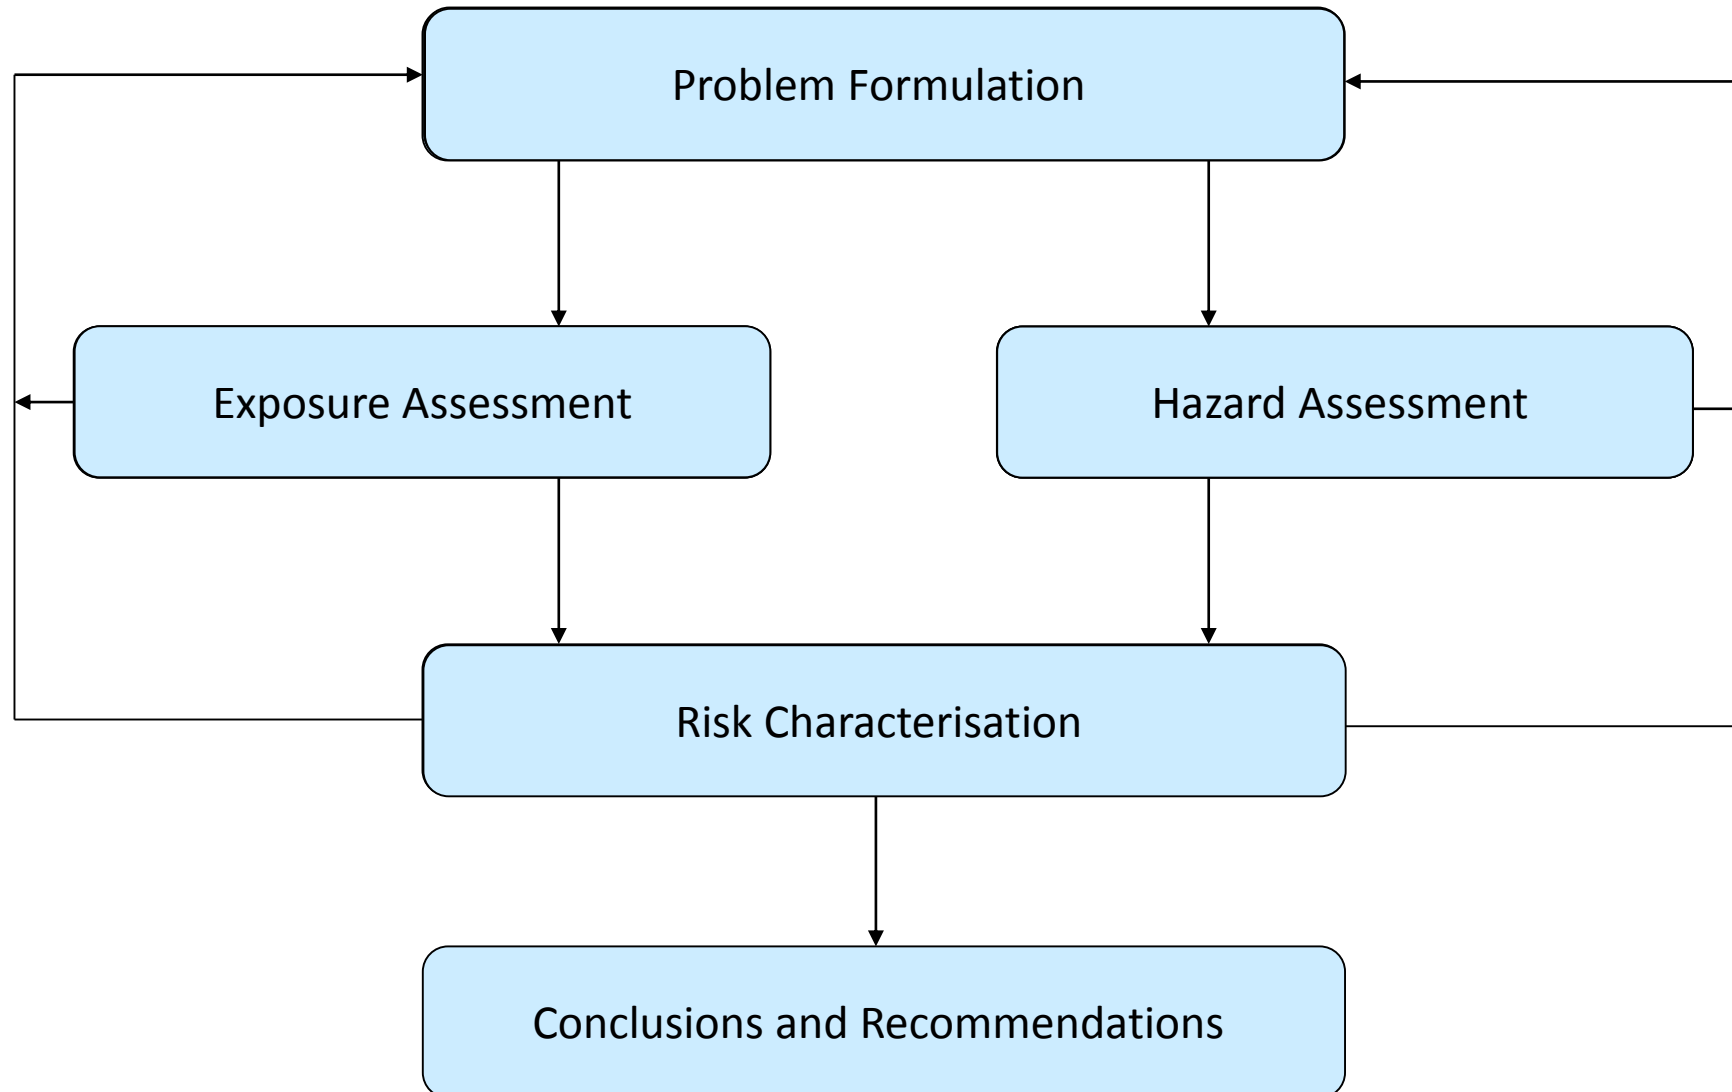 Problem Formulation
Exposure Assessment
Hazard Assessment
Risk Characterisation
Conclusions and Recommendations